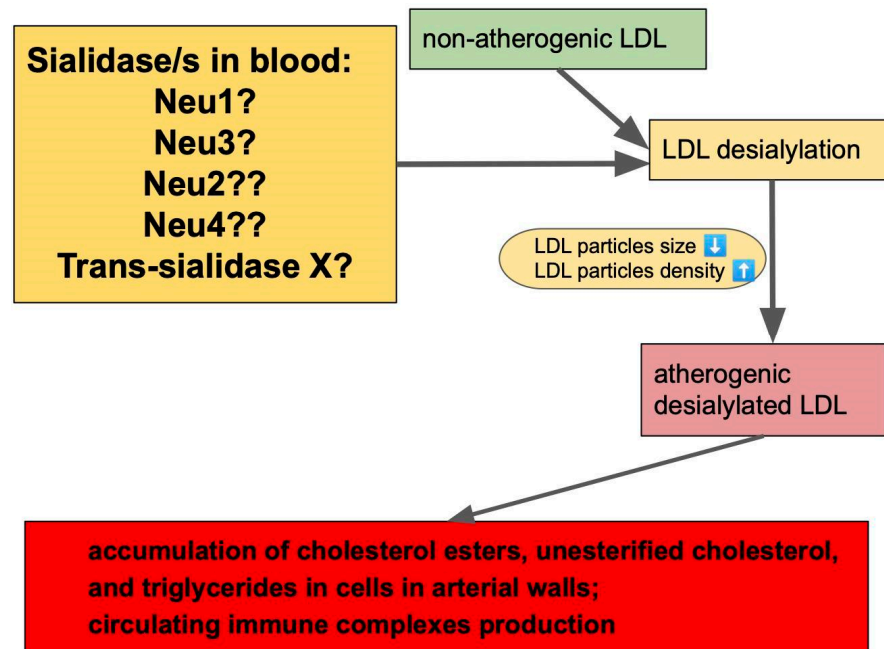 Sialidase/s in blood:
Neu1?
Neu3?
Neu2??
Neu4??
Trans-sialidase X?
non-atherogenic LDL
LDL desialylation
LDL particles size ⬇️
LDL particles density ⬆️
atherogenic
desialylated LDL
accumulation of cholesterol esters, unesterified cholesterol,
and triglycerides in cells in arterial walls;
circulating immune complexes production